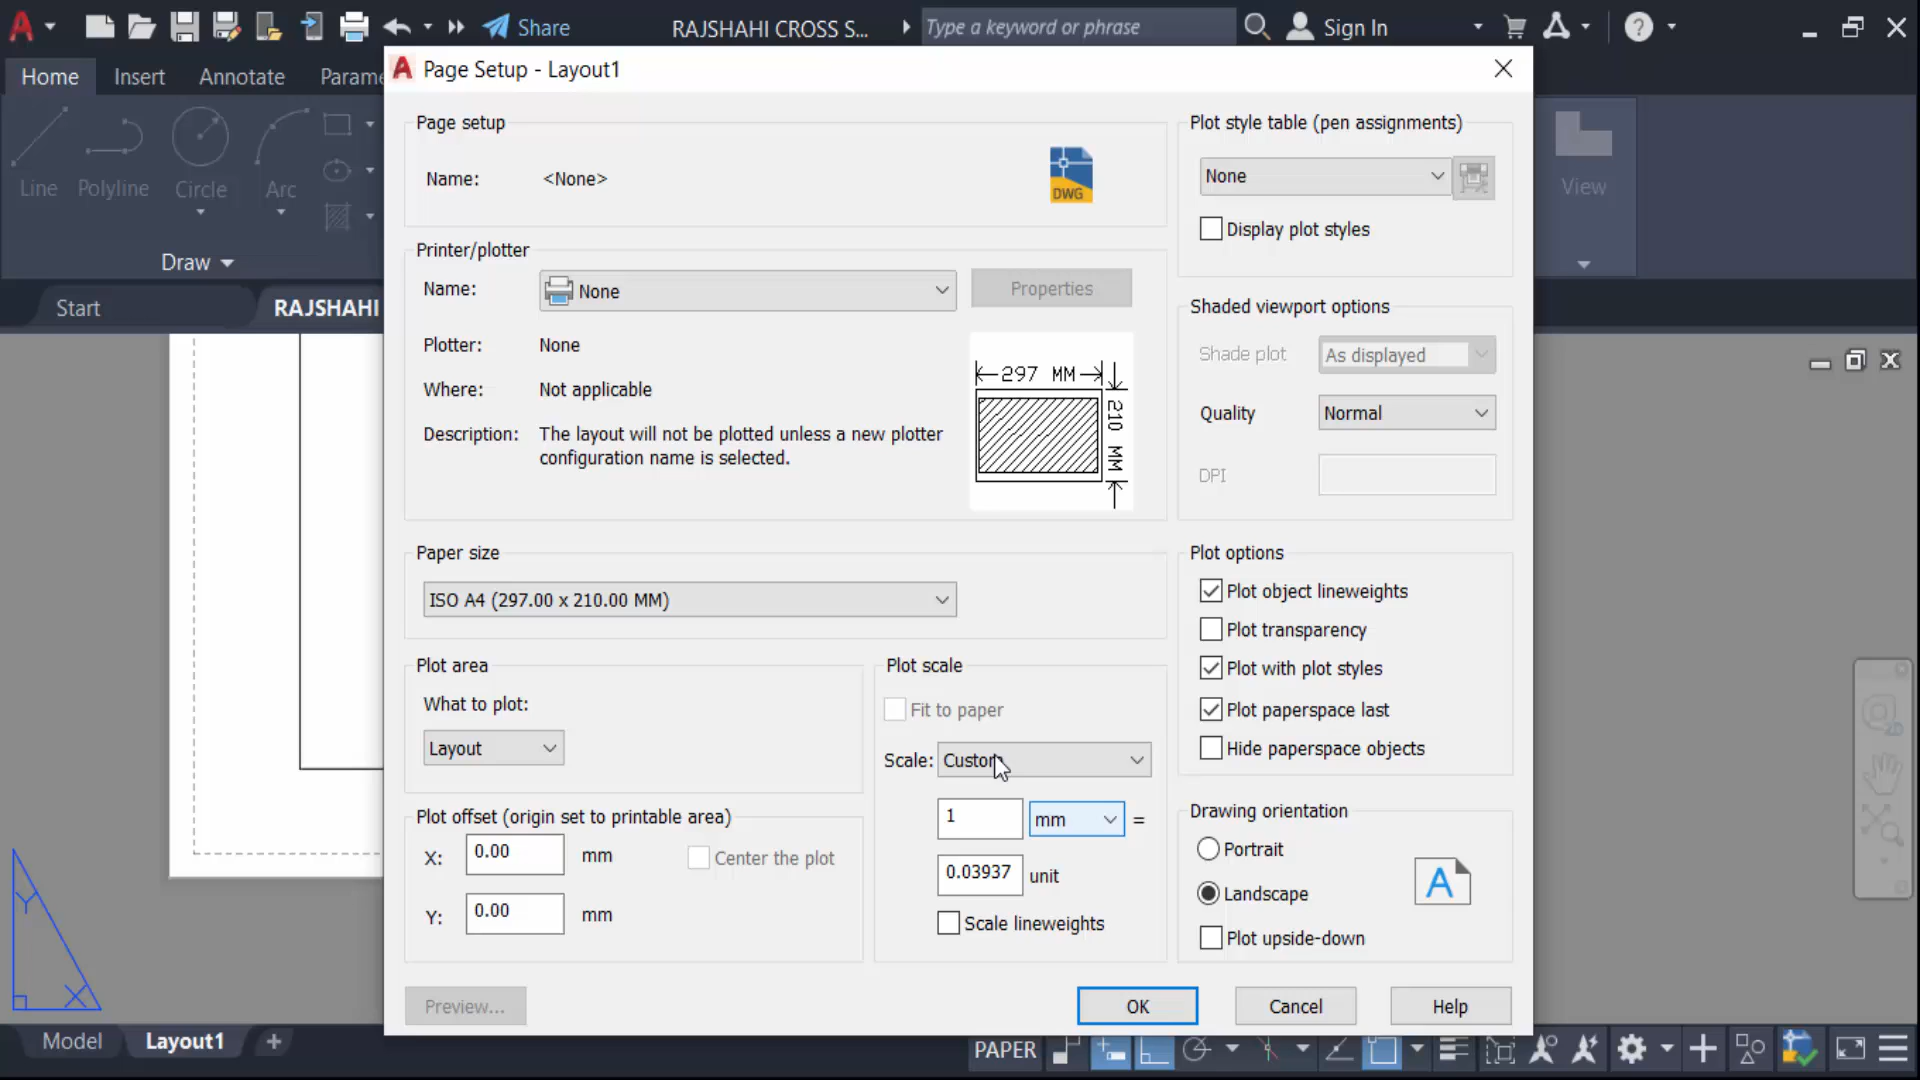 Share
RAJSHAHI CROSS S...
Type a keyword or phrase
Sign In
Home
Insert
Annotate
Parame
Page Setup - Layout1
Line
Polyline
Circle
Arc
Draw
View
Start
RAJSHAHI
Page setup
Name:
<None>
DWG
Printer/plotter
Name:
None
Properties
Plotter:
None
Where:
Not applicable
Description:
The layout will not be plotted unless a new plotter
configuration name is selected.
297 MM
210 MM
Paper size
ISO A4 (297.00 x 210.00 MM)
Plot area
What to plot:
Layout
Plot offset (origin set to printable area)
X:
0.00
mm
Center the plot
Y:
0.00
mm
Plot scale
Fit to paper
Scale:
Custom
1
mm
=
0.03937
unit
Scale lineweights
Plot style table (pen assignments)
None
Display plot styles
Shaded viewport options
Shade plot
As displayed
Quality
Normal
DPI
Plot options
Plot object lineweights
Plot transparency
Plot with plot styles
Plot paperspace last
Hide paperspace objects
Drawing orientation
Portrait
Landscape
A
Plot upside-down
Preview...
OK
Cancel
Help
Y
X
Model
Layout1
PAPER